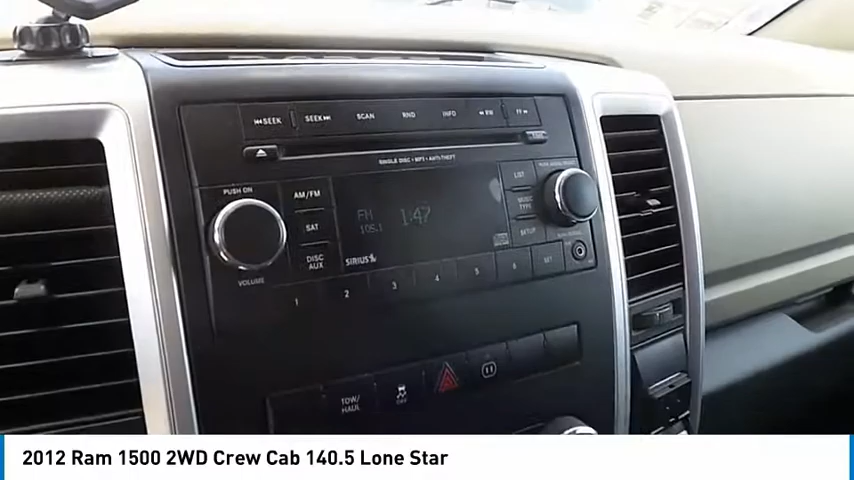 SEEK SEEK SCAN RND INFO RW FF
SINGLE DISC • MP3 • ANTI-THEFT
PUSH ON AM/FM LIST
MUSIC TYPE
FM
105.1 1:47
SAT
SETUP
DISC AUX
SIRIUS
VOLUME
1 2 3 4 5 6 SET
TOW/HAUL OFF
2012 Ram 1500 2WD Crew Cab 140.5 Lone Star